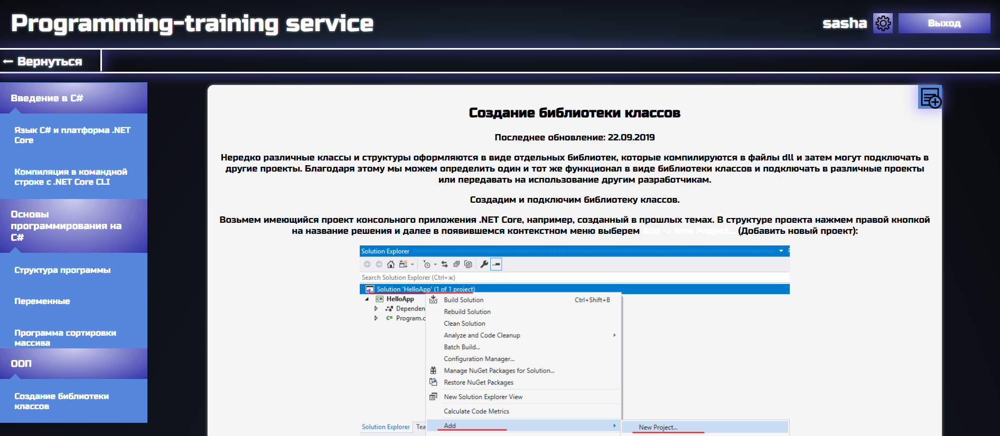 Programming-training service
sasha
Выход
← Вернуться
Введение в C#
Язык C# и платформа .NET
Core
Компиляция в командной
строке с .NET Core CLI
Основы
программирования на
C#
Структура программы
Переменные
Программа сортировки
массива
ООП
Создание библиотеки
классов
Создание библиотеки классов
Последнее обновление: 22.09.2019
Нередко различные классы и структуры оформляются в виде отдельных библиотек, которые компилируются в файлы dll и затем могут подключать в
другие проекты. Благодаря этому мы можем определить один и тот же функционал в виде библиотеки классов и подключать в различные проекты
или передавать на использование другим разработчикам.
Создадим и подключим библиотеку классов.
Возьмем имеющийся проект консольного приложения .NET Core, например, созданный в прошлых темах. В структуре проекта нажмем правой кнопкой
на название решения и далее в появившемся контекстном меню выберем Add -> New Project... (Добавить новый проект):
Solution Explorer
Search Solution Explorer (Ctrl+ж)
Solution 'HelloApp' (1 of 1 project)
HelloApp
Dependen
Program.c
Build Solution Ctrl+Shift+B
Rebuild Solution
Clean Solution
Analyze and Code Cleanup
Batch Build...
Configuration Manager...
Manage NuGet Packages for Solution...
Restore NuGet Packages
New Solution Explorer View
Calculate Code Metrics
Add
New Project...
Solution Explorer Tea